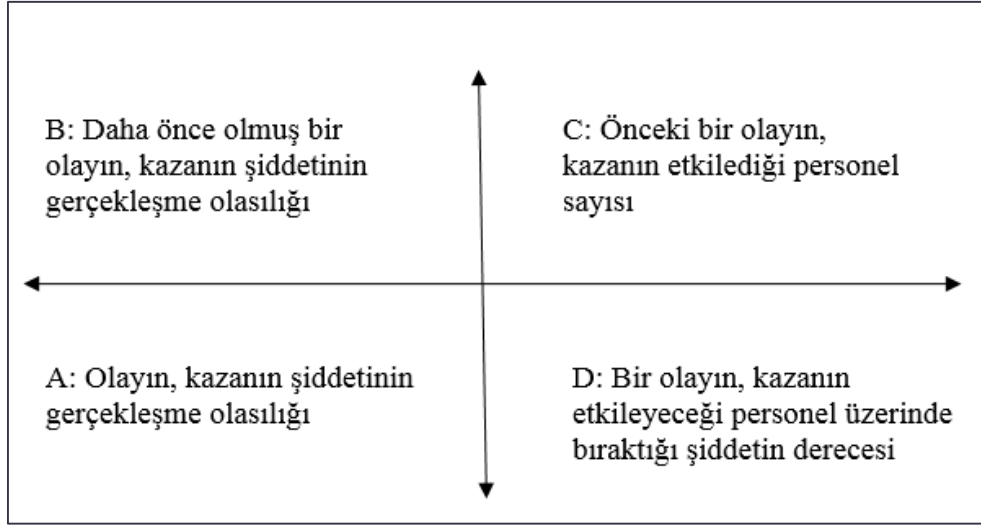 B: Daha önce olmuş bir
olayın, kazanın şiddetinin
gerçekleşme olasılığı
C: Önceki bir olayın,
kazanın etkilediği personel
sayısı
A: Olayın, kazanın şiddetinin
gerçekleşme olasılığı
D: Bir olayın, kazanın
etkileyeceği personel üzerinde
bıraktığı şiddetin derecesi